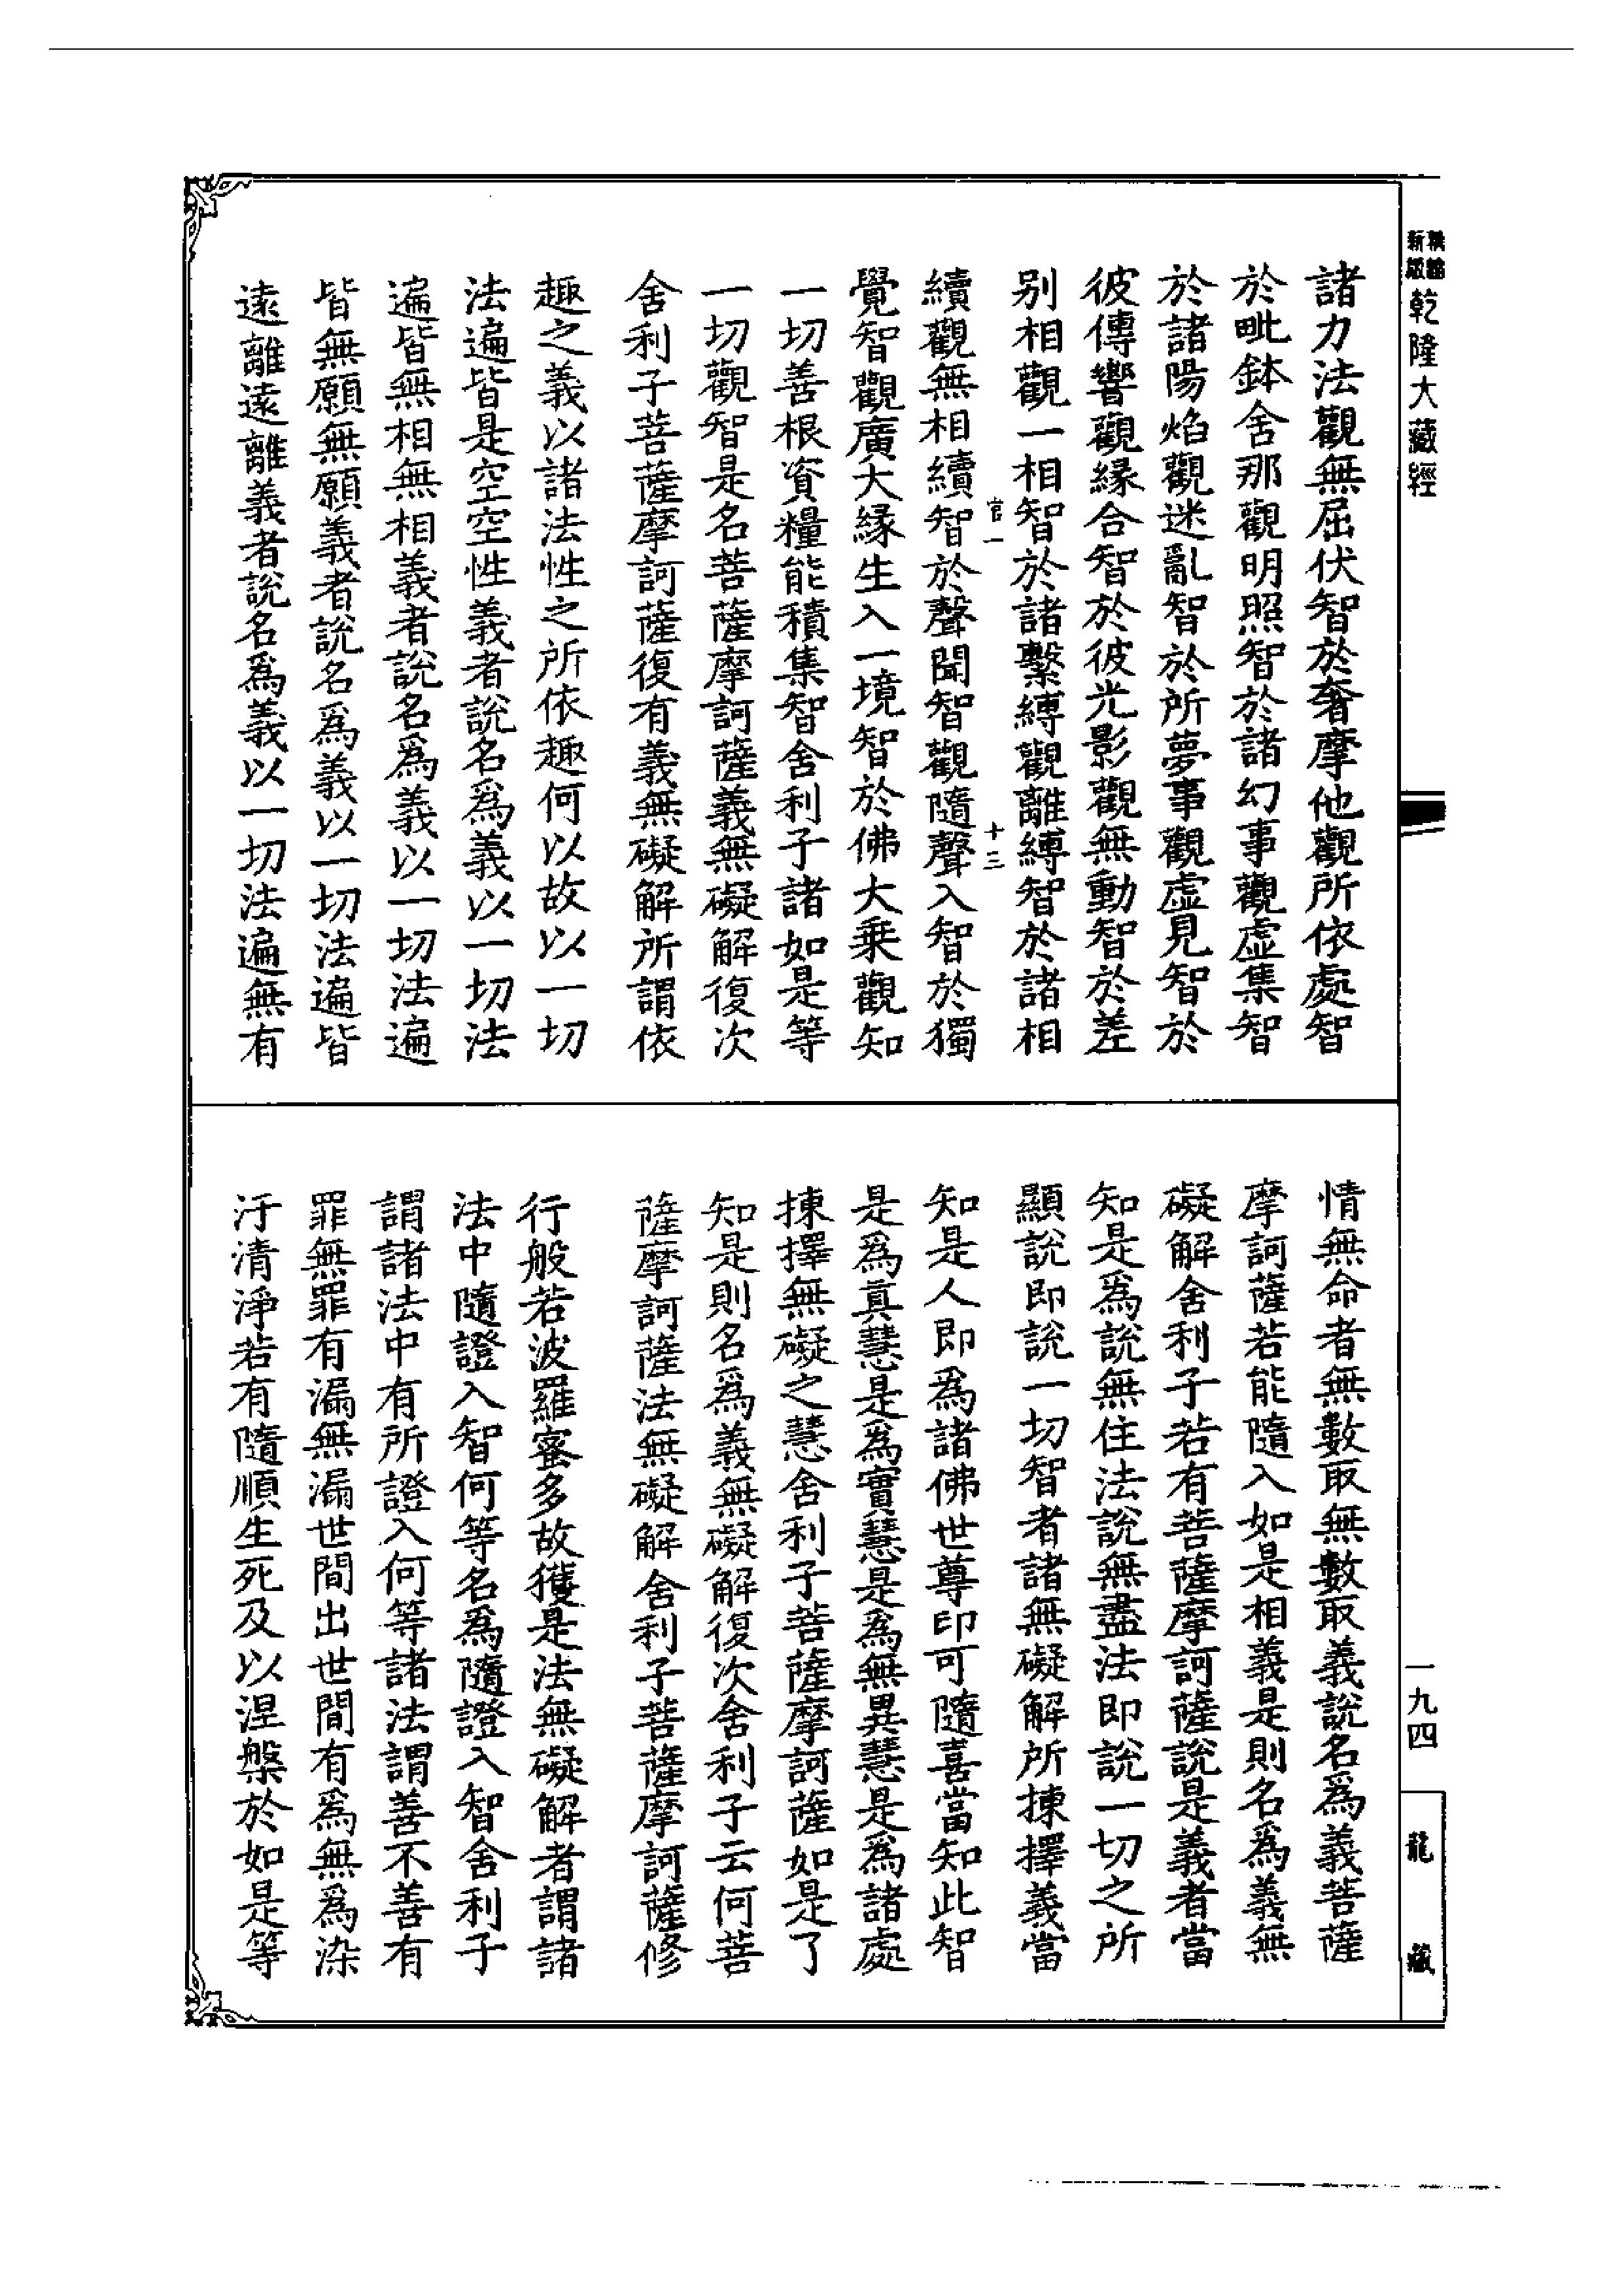 乾隆大藏經
諸力法觀無屈伏智於奢摩他觀所依處智
於毗鉢舍那觀明照智於諸幻事觀虛集智
於諸陽焰觀迷亂智於所夢事觀虛見智於
彼傳響觀緣合智於彼光影觀無動智於差
別相觀一相智於諸繫縛觀離縛智於諸相
官一
十三
續觀無相續智於聲聞智觀隨聲入智於獨
覺智觀廣大緣生入一境智於佛大乘觀知
一切善根資糧能積集智舍利子諸如是等
一切觀智是名菩薩摩訶薩義無礙解復次
舍利子菩薩摩訶薩復有義無礙解所謂依
趣之義以諸法性之所依趣何以故以一切
法遍皆是空空性義者說名為義以一切法
遍皆無相無相義者說名為義以一切法遍
皆無願無願義者說名為義以一切法遍皆
遠離遠離義者說名為義以一切法遍無有
情無命者無數取無數取義說名為義菩薩
摩訶薩若能隨入如是相義是則名為義無
礙解舍利子若有菩薩摩訶薩說是義者當
知是為說無住法說無盡法即說一切之所
顯說即說一切智者諸無礙解所揀擇義當
知是人即為諸佛世尊印可隨喜當知此智
是為真慧是為實慧是為無異慧是為諸處
揀擇無礙之慧舍利子菩薩摩訶薩如是了
知是則名為義無礙解復次舍利子云何菩
薩摩訶薩法無礙解舍利子菩薩摩訶薩修
行般若波羅蜜多故獲是法無礙解者謂諸
法中隨證入智何等名為隨證入智舍利子
謂諸法中有所證入何等諸法謂善不善有
罪無罪有漏無漏世間出世間有為無為染
汙清淨若有隨順生死及以涅槃於如是等
一九四
龍藏